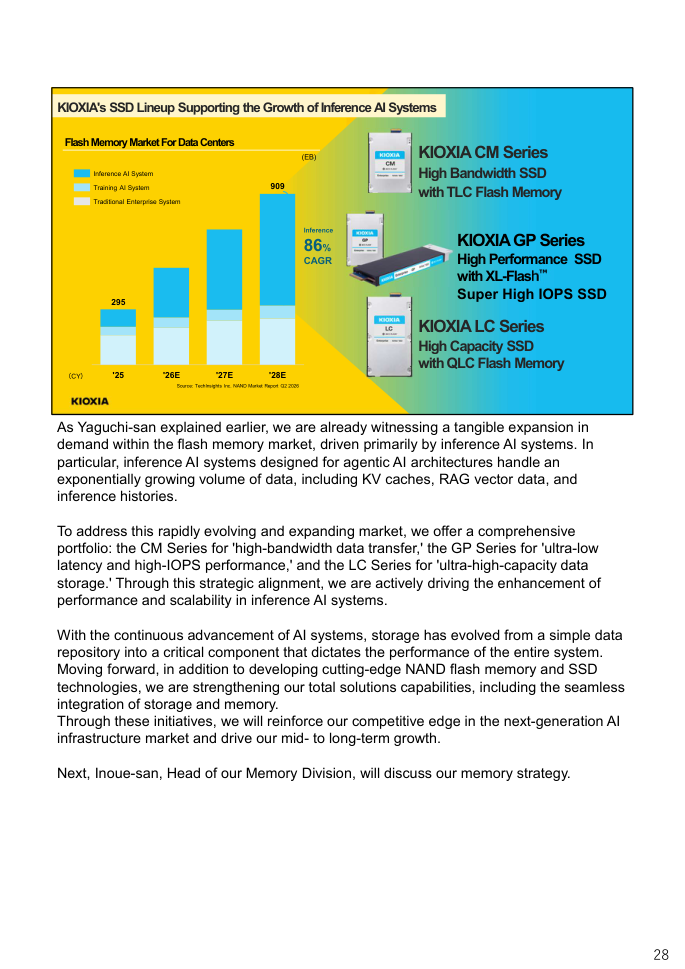 KIOXIA's SSD Lineup Supporting the Growth of Inference AI Systems
Flash Memory Market For Data Centers
(EB)
Inference AI System
Training AI System
Traditional Enterprise System
909
295
Inference
86%
CAGR
(CY)
'25
'26E
'27E
'28E
Source: TechInsights Inc. NAND Market Report Q2 2026
KIOXIA
KIOXIA
CM
KIOXIA CM Series
High Bandwidth SSD
with TLC Flash Memory
KIOXIA
GP
KIOXIA
KIOXIA GP Series
High Performance SSD
with XL-Flash™
Super High IOPS SSD
KIOXIA
LC
KIOXIA LC Series
High Capacity SSD
with QLC Flash Memory
As Yaguchi-san explained earlier, we are already witnessing a tangible expansion in
demand within the flash memory market, driven primarily by inference AI systems. In
particular, inference AI systems designed for agentic AI architectures handle an
exponentially growing volume of data, including KV caches, RAG vector data, and
inference histories.
To address this rapidly evolving and expanding market, we offer a comprehensive
portfolio: the CM Series for 'high-bandwidth data transfer,' the GP Series for 'ultra-low
latency and high-IOPS performance,' and the LC Series for 'ultra-high-capacity data
storage.' Through this strategic alignment, we are actively driving the enhancement of
performance and scalability in inference AI systems.
With the continuous advancement of AI systems, storage has evolved from a simple data
repository into a critical component that dictates the performance of the entire system.
Moving forward, in addition to developing cutting-edge NAND flash memory and SSD
technologies, we are strengthening our total solutions capabilities, including the seamless
integration of storage and memory.
Through these initiatives, we will reinforce our competitive edge in the next-generation AI
infrastructure market and drive our mid- to long-term growth.
Next, Inoue-san, Head of our Memory Division, will discuss our memory strategy.
28